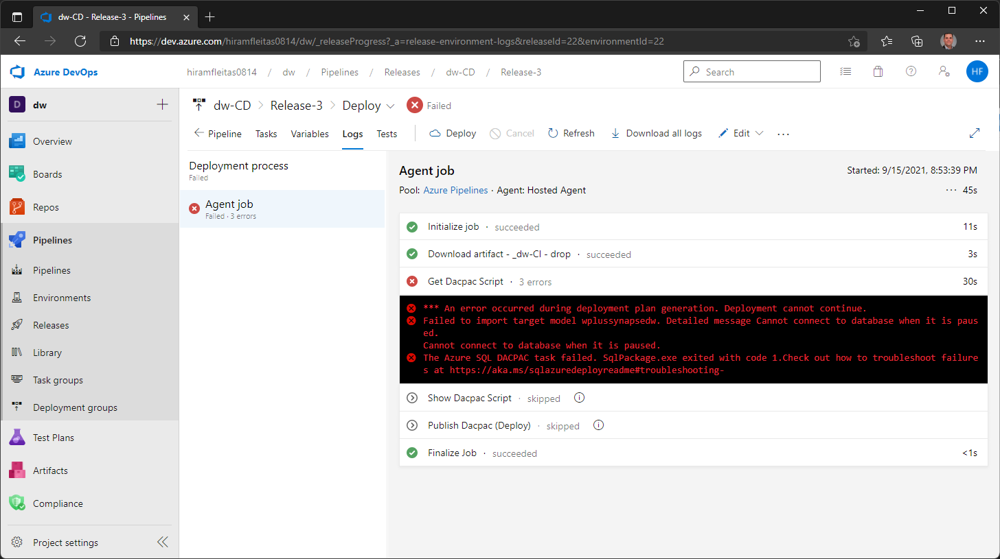 dw-CD - Release-3 - Pipelines
https://dev.azure.com/hiramfleitas0814/dw/_releaseProgress?_a=release-environment-logs&releaseId=22&environmentId=22
Azure DevOps
hiramfleitas0814 / dw / Pipelines / Releases / dw-CD / Release-3
Search
HF
D dw
Overview
Boards
Repos
Pipelines
Pipelines
Environments
Releases
Library
Task groups
Deployment groups
Test Plans
Artifacts
Compliance
Project settings
dw-CD > Release-3 > Deploy Failed
Pipeline Tasks Variables Logs Tests Deploy Cancel Refresh Download all logs Edit ...
Deployment process
Failed
Agent job
Failed · 3 errors
Agent job Started: 9/15/2021, 8:53:39 PM
Pool: Azure Pipelines · Agent: Hosted Agent ··· 45s
Initialize job · succeeded 11s
Download artifact - _dw-CI - drop · succeeded 3s
Get Dacpac Script · 3 errors 30s
*** An error occurred during deployment plan generation. Deployment cannot continue.
Failed to import target model wplussynapsedw. Detailed message Cannot connect to database when it is paus
ed.
Cannot connect to database when it is paused.
The Azure SQL DACPAC task failed. SqlPackage.exe exited with code 1.Check out how to troubleshoot failure
s at https://aka.ms/sqlazuredeployreadme#troubleshooting-
Show Dacpac Script · skipped
Publish Dacpac (Deploy) · skipped
Finalize Job · succeeded <1s